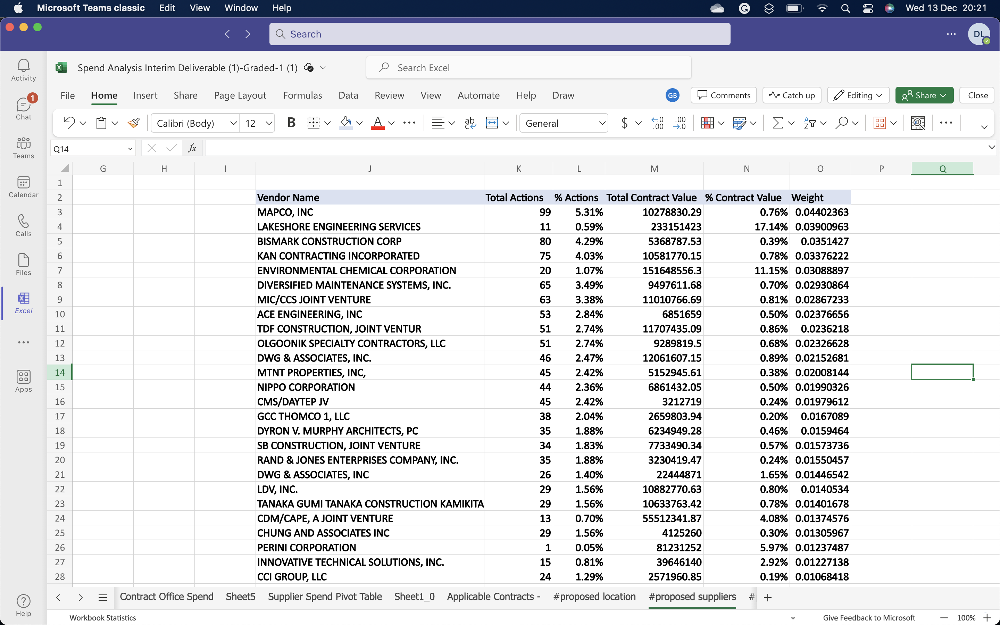 Microsoft Teams classic Edit View Window Help Wed 13 Dec 20:21
Search DL
Activity
1
Chat
Teams
Calendar
Calls
Files
Excel
Apps
Help
Spend Analysis Interim Deliverable (1)-Graded-1 (1) Search Excel
File Home Insert Share Page Layout Formulas Data Review View Automate Help Draw GB Comments Catch up Editing Share Close
Calibri (Body) 12 B A ab c General $ .00 .0
Q14 fx
G H I J K L M N O P Q
1
2 Vendor Name Total Actions % Actions Total Contract Value % Contract Value Weight
3 MAPCO, INC 99 5.31% 10278830.29 0.76% 0.04402363
4 LAKESHORE ENGINEERING SERVICES 11 0.59% 233151423 17.14% 0.03900963
5 BISMARK CONSTRUCTION CORP 80 4.29% 5368787.53 0.39% 0.0351427
6 KAN CONTRACTING INCORPORATED 75 4.03% 10581770.15 0.78% 0.03376222
7 ENVIRONMENTAL CHEMICAL CORPORATION 20 1.07% 151648556.3 11.15% 0.03088897
8 DIVERSIFIED MAINTENANCE SYSTEMS, INC. 65 3.49% 9497611.68 0.70% 0.02930864
9 MIC/CCS JOINT VENTURE 63 3.38% 11010766.69 0.81% 0.02867233
10 ACE ENGINEERING, INC 53 2.84% 6851659 0.50% 0.02376656
11 TDF CONSTRUCTION, JOINT VENTUR 51 2.74% 11707435.09 0.86% 0.0236218
12 OLGOONIK SPECIALTY CONTRACTORS, LLC 51 2.74% 9289819.5 0.68% 0.02326628
13 DWG & ASSOCIATES, INC. 46 2.47% 12061607.15 0.89% 0.02152681
14 MTNT PROPERTIES, INC, 45 2.42% 5152945.61 0.38% 0.02008144
15 NIPPO CORPORATION 44 2.36% 6861432.05 0.50% 0.01990326
16 CMS/DAYTEP JV 45 2.42% 3212719 0.24% 0.01979612
17 GCC THOMCO 1, LLC 38 2.04% 2659803.94 0.20% 0.0167089
18 DYRON V. MURPHY ARCHITECTS, PC 35 1.88% 6234949.28 0.46% 0.0159464
19 SB CONSTRUCTION, JOINT VENTURE 34 1.83% 7733490.34 0.57% 0.01573736
20 RAND & JONES ENTERPRISES COMPANY, INC. 35 1.88% 3230419.47 0.24% 0.01550457
21 DWG & ASSOCIATES, INC 26 1.40% 22444871 1.65% 0.01446542
22 LDV, INC. 29 1.56% 10882770.63 0.80% 0.0140534
23 TANAKA GUMI TANAKA CONSTRUCTION KAMIKITA 29 1.56% 10633763.42 0.78% 0.01401678
24 CDM/CAPE, A JOINT VENTURE 13 0.70% 55512341.87 4.08% 0.01374576
25 CHUNG AND ASSOCIATES INC 29 1.56% 4125260 0.30% 0.01305967
26 PERINI CORPORATION 1 0.05% 81231252 5.97% 0.01237487
27 INNOVATIVE TECHNICAL SOLUTIONS, INC. 15 0.81% 39646140 2.92% 0.01227138
28 CCI GROUP, LLC 24 1.29% 2571960.85 0.19% 0.01068418
Contract Office Spend Sheet5 Supplier Spend Pivot Table Sheet1_0 Applicable Contracts - #proposed location #proposed suppliers #
Workbook Statistics Give Feedback to Microsoft 100%